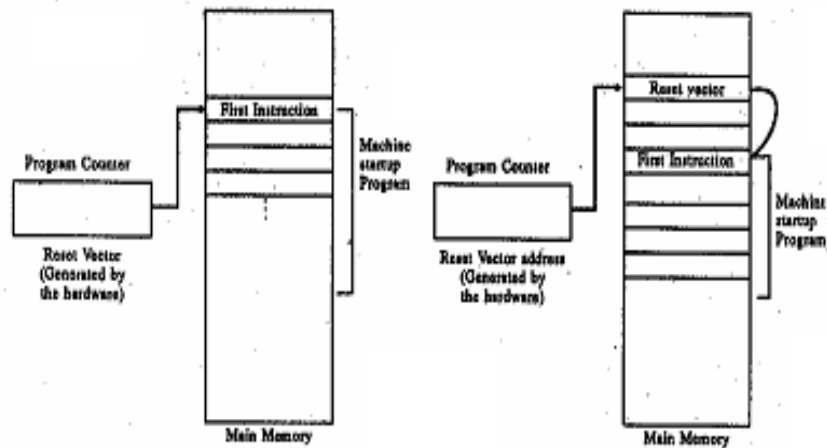 First Instruction
Program Counter
Machine
startup
Program
Reset Vector
(Generated by
the hardware)
Main Memory
Reset vector
First Instruction
Program Counter
Machine
startup
Program
Reset Vector address
(Generated by
the hardware)
Main Memory